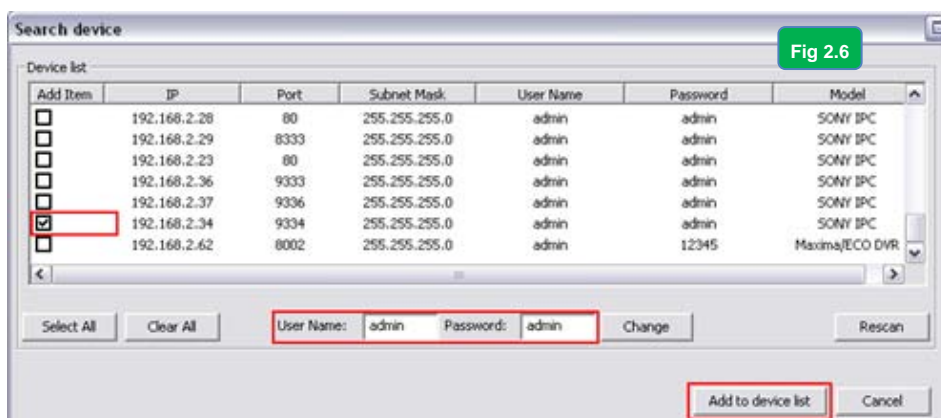 Search device
Fig 2.6
Device list
Add Item IP Port Subnet Mask User Name Password Model
192.168.2.28 80 255.255.255.0 admin admin SONY IPC
192.168.2.29 8333 255.255.255.0 admin admin SONY IPC
192.168.2.23 80 255.255.255.0 admin admin SONY IPC
192.168.2.36 9333 255.255.255.0 admin admin SONY IPC
192.168.2.37 9336 255.255.255.0 admin admin SONY IPC
192.168.2.34 9334 255.255.255.0 admin admin SONY IPC
192.168.2.62 8002 255.255.255.0 admin 12345 Maxima/ECO DVR
Select All Clear All User Name: admin Password: admin Change Rescan
Add to device list Cancel